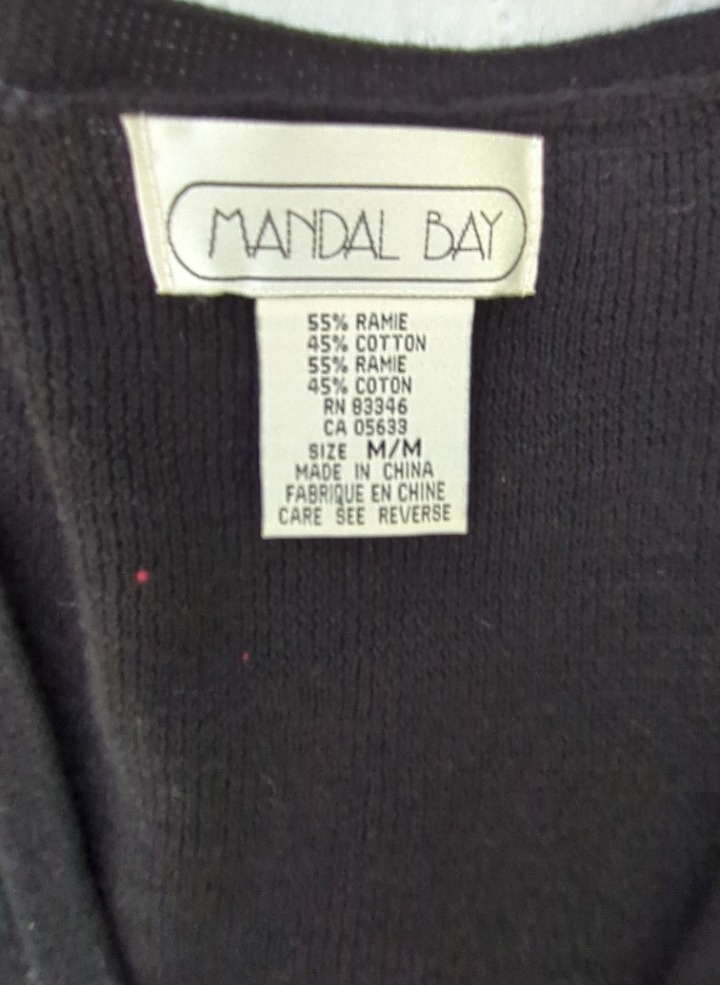 MANDAL BAY
55% RAMIE
45% COTTON
55% RAMIE
45% COTON
RN 83346
CA 05633
SIZE M/M
MADE IN CHINA
FABRIQUE EN CHINE
CARE SEE REVERSE